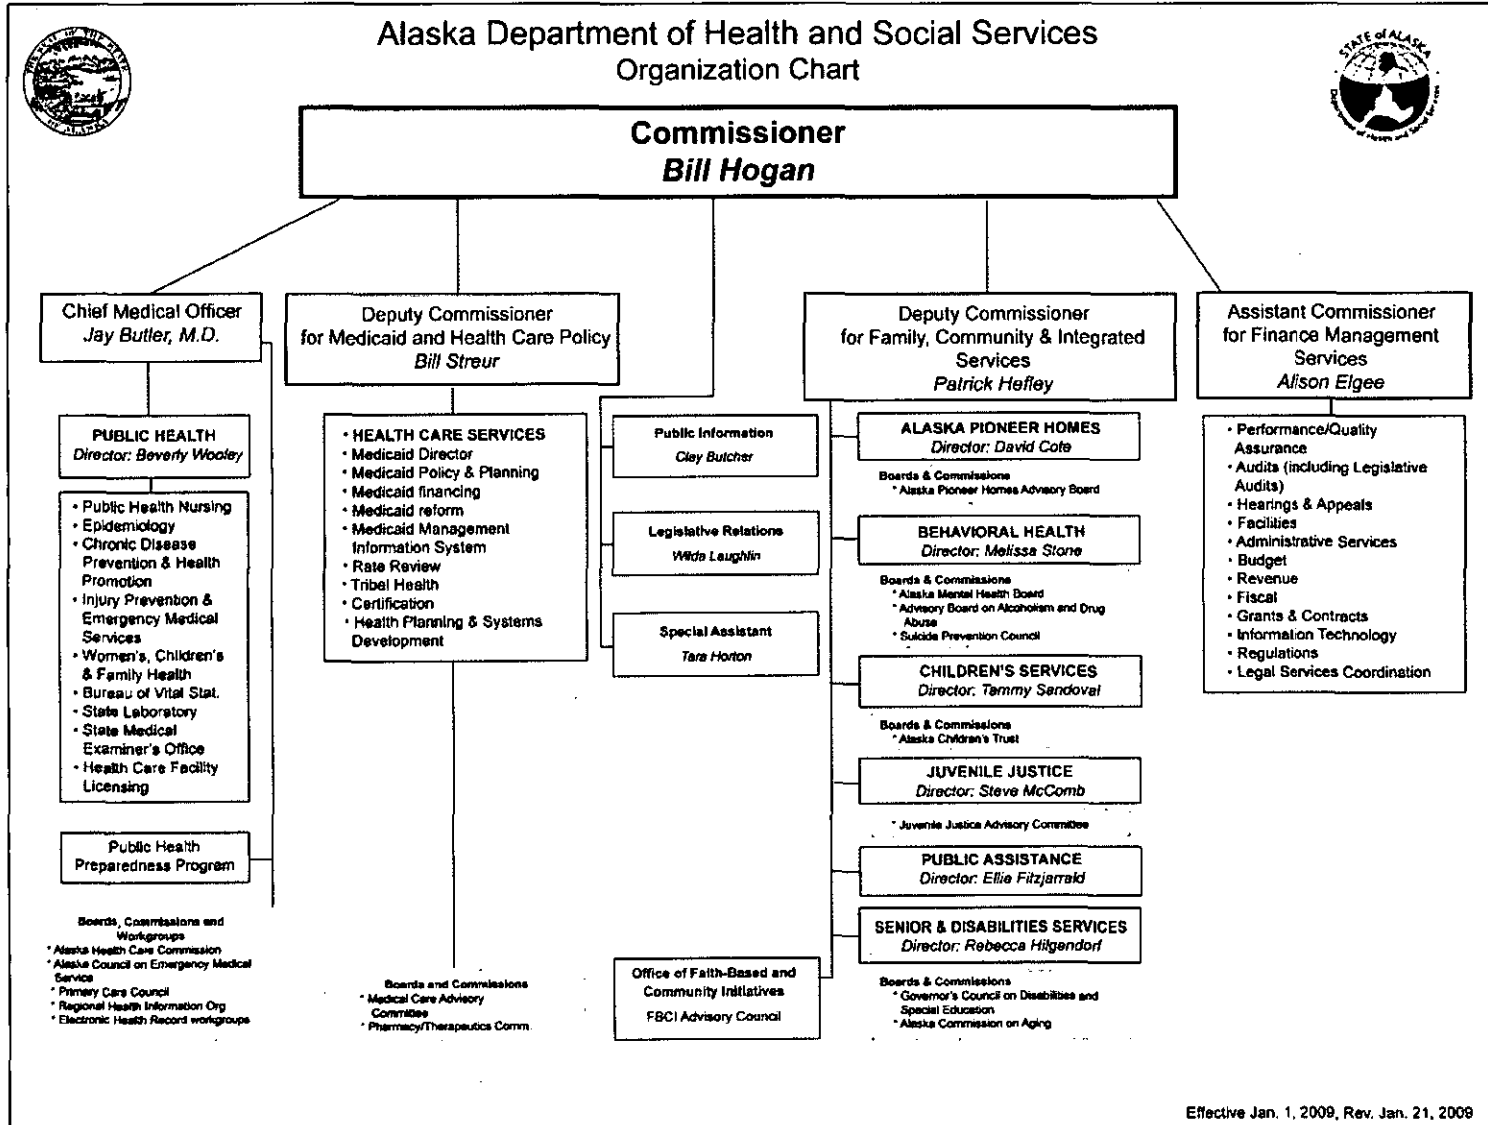 Alaska Department of Health and Social Services
Organization Chart
STATE of ALASKA
Department of Health and Social Services
Commissioner
Bill Hogan
Chief Medical Officer
Jay Butler, M.D.
PUBLIC HEALTH
Director: Beverly Wooley
• Public Health Nursing
• Epidemiology
• Chronic Disease
Prevention & Health
Promotion
• Injury Prevention &
Emergency Medical
Services
• Women's, Children's
& Family Health
• Bureau of Vital Stat.
• State Laboratory
• State Medical
Examiner's Office
• Health Care Facility
Licensing
Public Health
Preparedness Program
Boards, Commissions and
Workgroups
* Alaska Health Care Commission
* Alaska Council on Emergency Medical
Service
* Primary Care Council
* Regional Health Information Org
* Electronic Health Record workgroups
Deputy Commissioner
for Medicaid and Health Care Policy
Bill Streur
• HEALTH CARE SERVICES
• Medicaid Director
• Medicaid Policy & Planning
• Medicaid financing
• Medicaid reform
• Medicaid Management
Information System
• Rate Review
• Tribal Health
• Certification
• Health Planning & Systems
Development
Boards and Commissions
* Medical Care Advisory
Committee
* Pharmacy/Therapeutics Comm.
Public Information
Clay Butcher
Legislative Relations
Wilda Laughlin
Special Assistant
Tara Horton
Office of Faith-Based and
Community Initiatives
FBCI Advisory Council
Deputy Commissioner
for Family, Community & Integrated
Services
Patrick Hefley
ALASKA PIONEER HOMES
Director: David Cote
Boards & Commissions
* Alaska Pioneer Homes Advisory Board
BEHAVIORAL HEALTH
Director: Melissa Stone
Boards & Commissions
* Alaska Mental Health Board
* Advisory Board on Alcoholism and Drug
Abuse
* Suicide Prevention Council
CHILDREN'S SERVICES
Director: Tammy Sandoval
Boards & Commissions
* Alaska Children's Trust
JUVENILE JUSTICE
Director: Steve McComb
* Juvenile Justice Advisory Committee
PUBLIC ASSISTANCE
Director: Ellie Fitzjarrald
SENIOR & DISABILITIES SERVICES
Director: Rebecca Hilgendorf
Boards & Commissions
* Governor's Council on Disabilities and
Special Education
* Alaska Commission on Aging
Assistant Commissioner
for Finance Management
Services
Alison Elgee
• Performance/Quality
Assurance
• Audits (including Legislative
Audits)
• Hearings & Appeals
• Facilities
• Administrative Services
• Budget
• Revenue
• Fiscal
• Grants & Contracts
• Information Technology
• Regulations
• Legal Services Coordination
Effective Jan. 1, 2009, Rev. Jan. 21, 2009